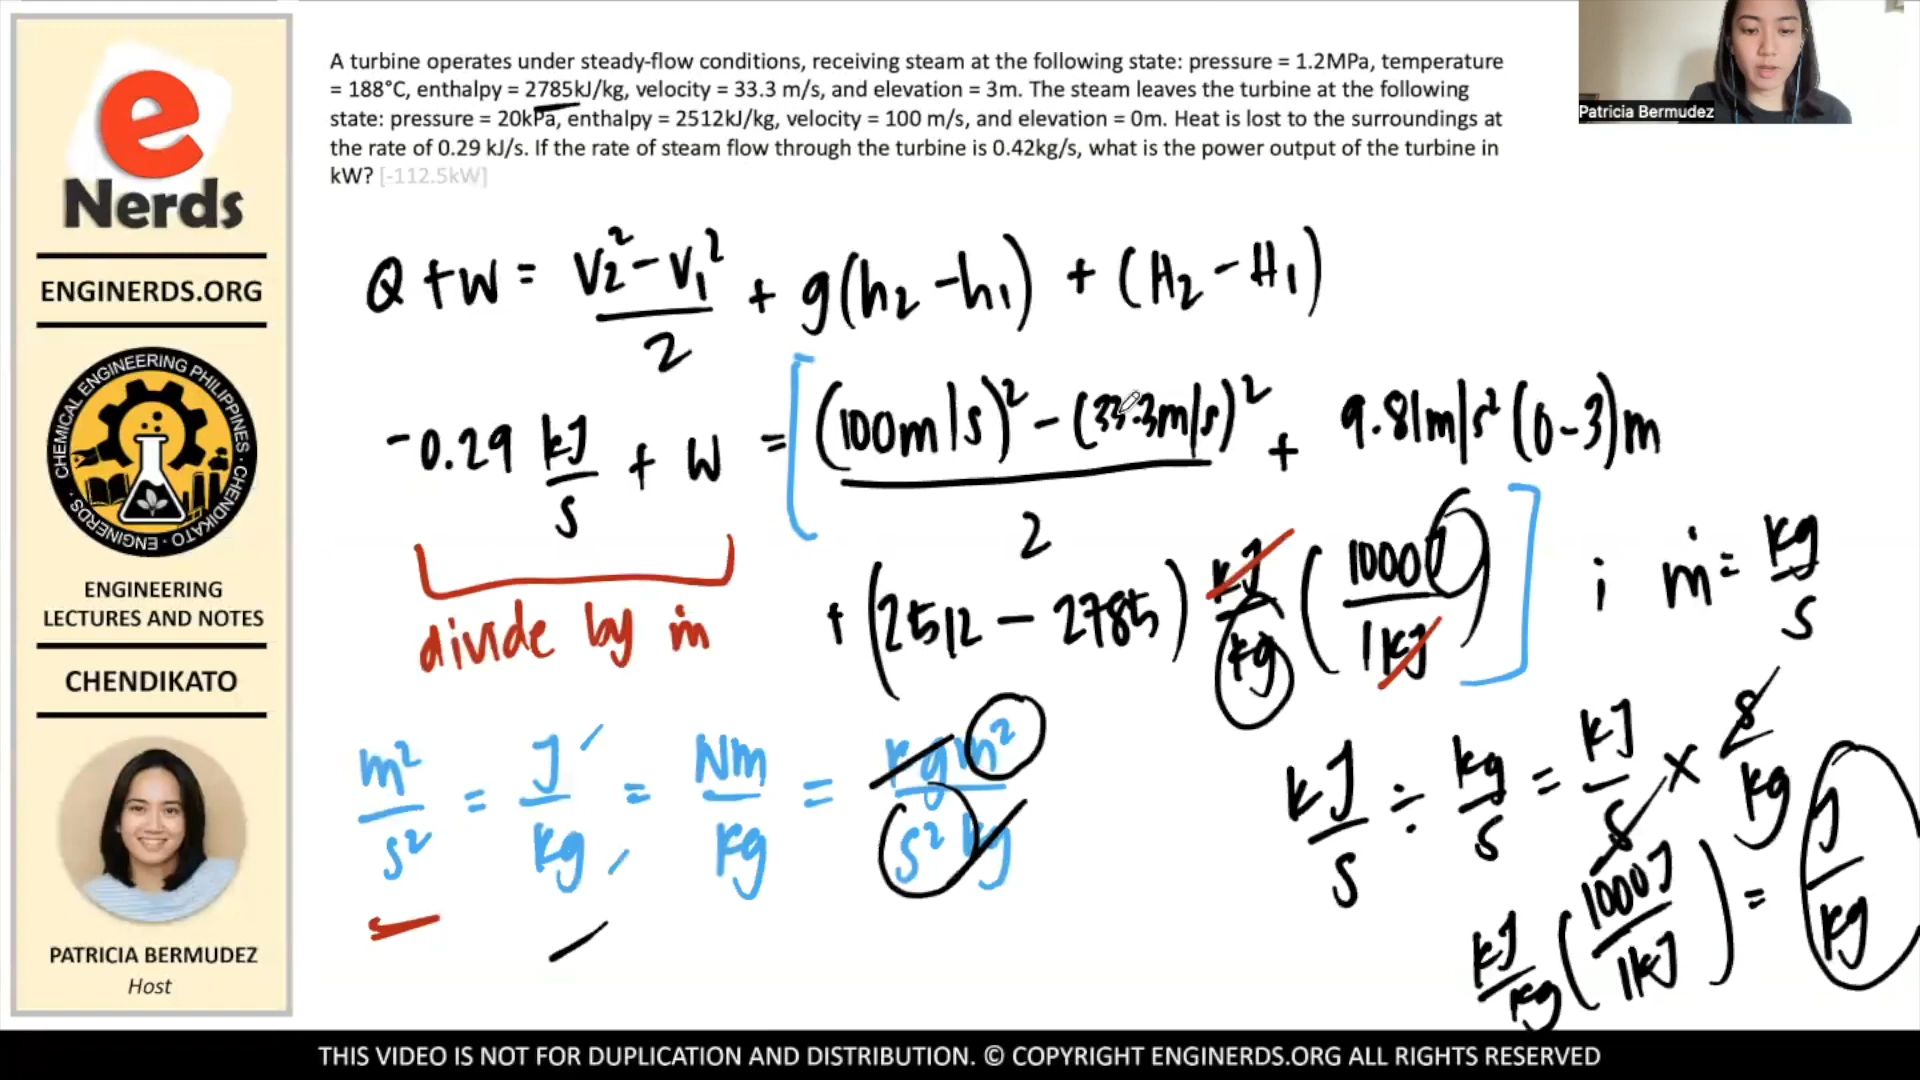 e
Nerds
ENGINERDS.ORG
CHEMICAL ENGINEERING PHILIPPINES · CHENDIKATO · ENGINERDS ·
ENGINEERING
LECTURES AND NOTES
CHENDIKATO
PATRICIA BERMUDEZ
Host
A turbine operates under steady-flow conditions, receiving steam at the following state: pressure = 1.2MPa, temperature
= 188°C, enthalpy = 2785kJ/kg, velocity = 33.3 m/s, and elevation = 3m. The steam leaves the turbine at the following
state: pressure = 20kPa, enthalpy = 2512kJ/kg, velocity = 100 m/s, and elevation = 0m. Heat is lost to the surroundings at
the rate of 0.29 kJ/s. If the rate of steam flow through the turbine is 0.42kg/s, what is the power output of the turbine in
kW? [-112.5kW]
Patricia Bermudez
Q + W = (V₂² - V₁²)/2 + g(h₂ - h₁) + (H₂ - H₁)
-0.29 kJ/s + W = [((100m/s)² - (33.3m/s)²)/2 + 9.81m/s² (0-3)m
+ (2512 - 2785) kJ/kg (1000J/1kJ)] ; ṁ = kg/s
divide by ṁ
m²/s² = J/kg = Nm/kg = kgm²/s²kg
kJ/s ÷ kg/s = kJ/s × s/kg
kJ/kg (1000J/1kJ) = J/kg
THIS VIDEO IS NOT FOR DUPLICATION AND DISTRIBUTION. © COPYRIGHT ENGINERDS.ORG ALL RIGHTS RESERVED